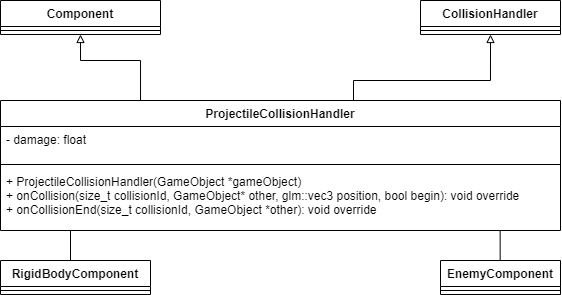 Component
CollisionHandler
ProjectileCollisionHandler
- damage: float
+ ProjectileCollisionHandler(GameObject *gameObject)
+ onCollision(size_t collisionId, GameObject* other, glm::vec3 position, bool begin): void override
+ onCollisionEnd(size_t collisionId, GameObject *other): void override
RigidBodyComponent
EnemyComponent